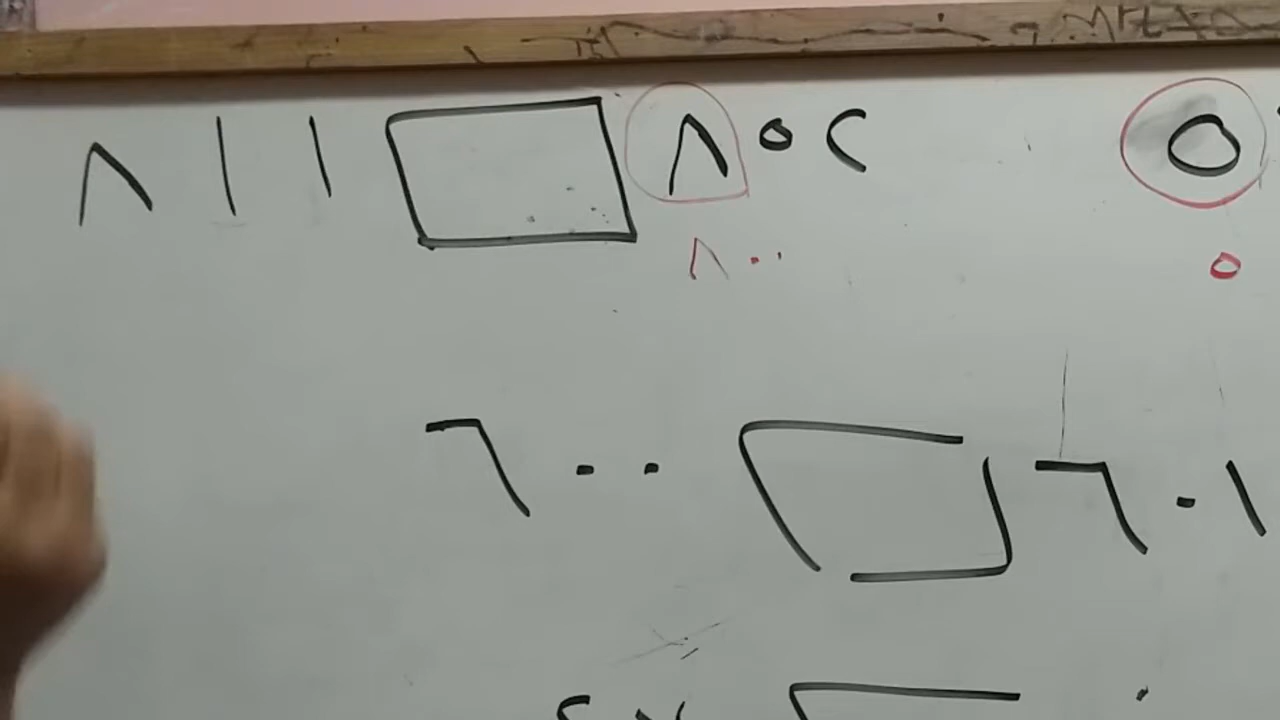 ٨١١ □ ٨٥٢ ٥
٨٠٠ ٥
٦٠٠ □ ٦٠١